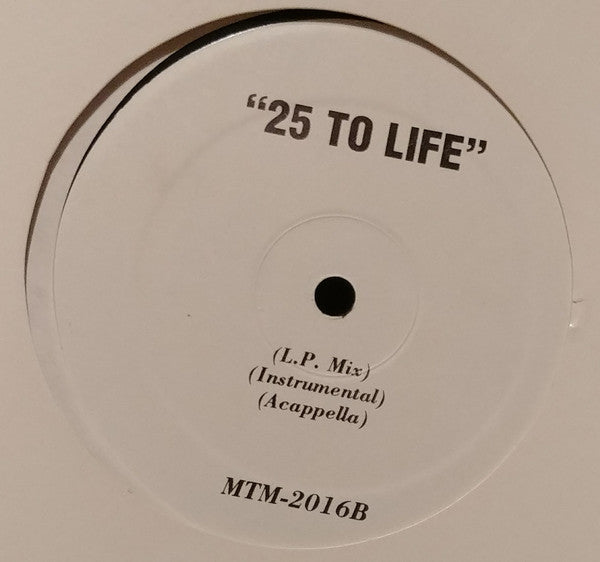 “25 TO LIFE”
(L.P. Mix)
(Instrumental)
(Acappella)
MTM-2016B